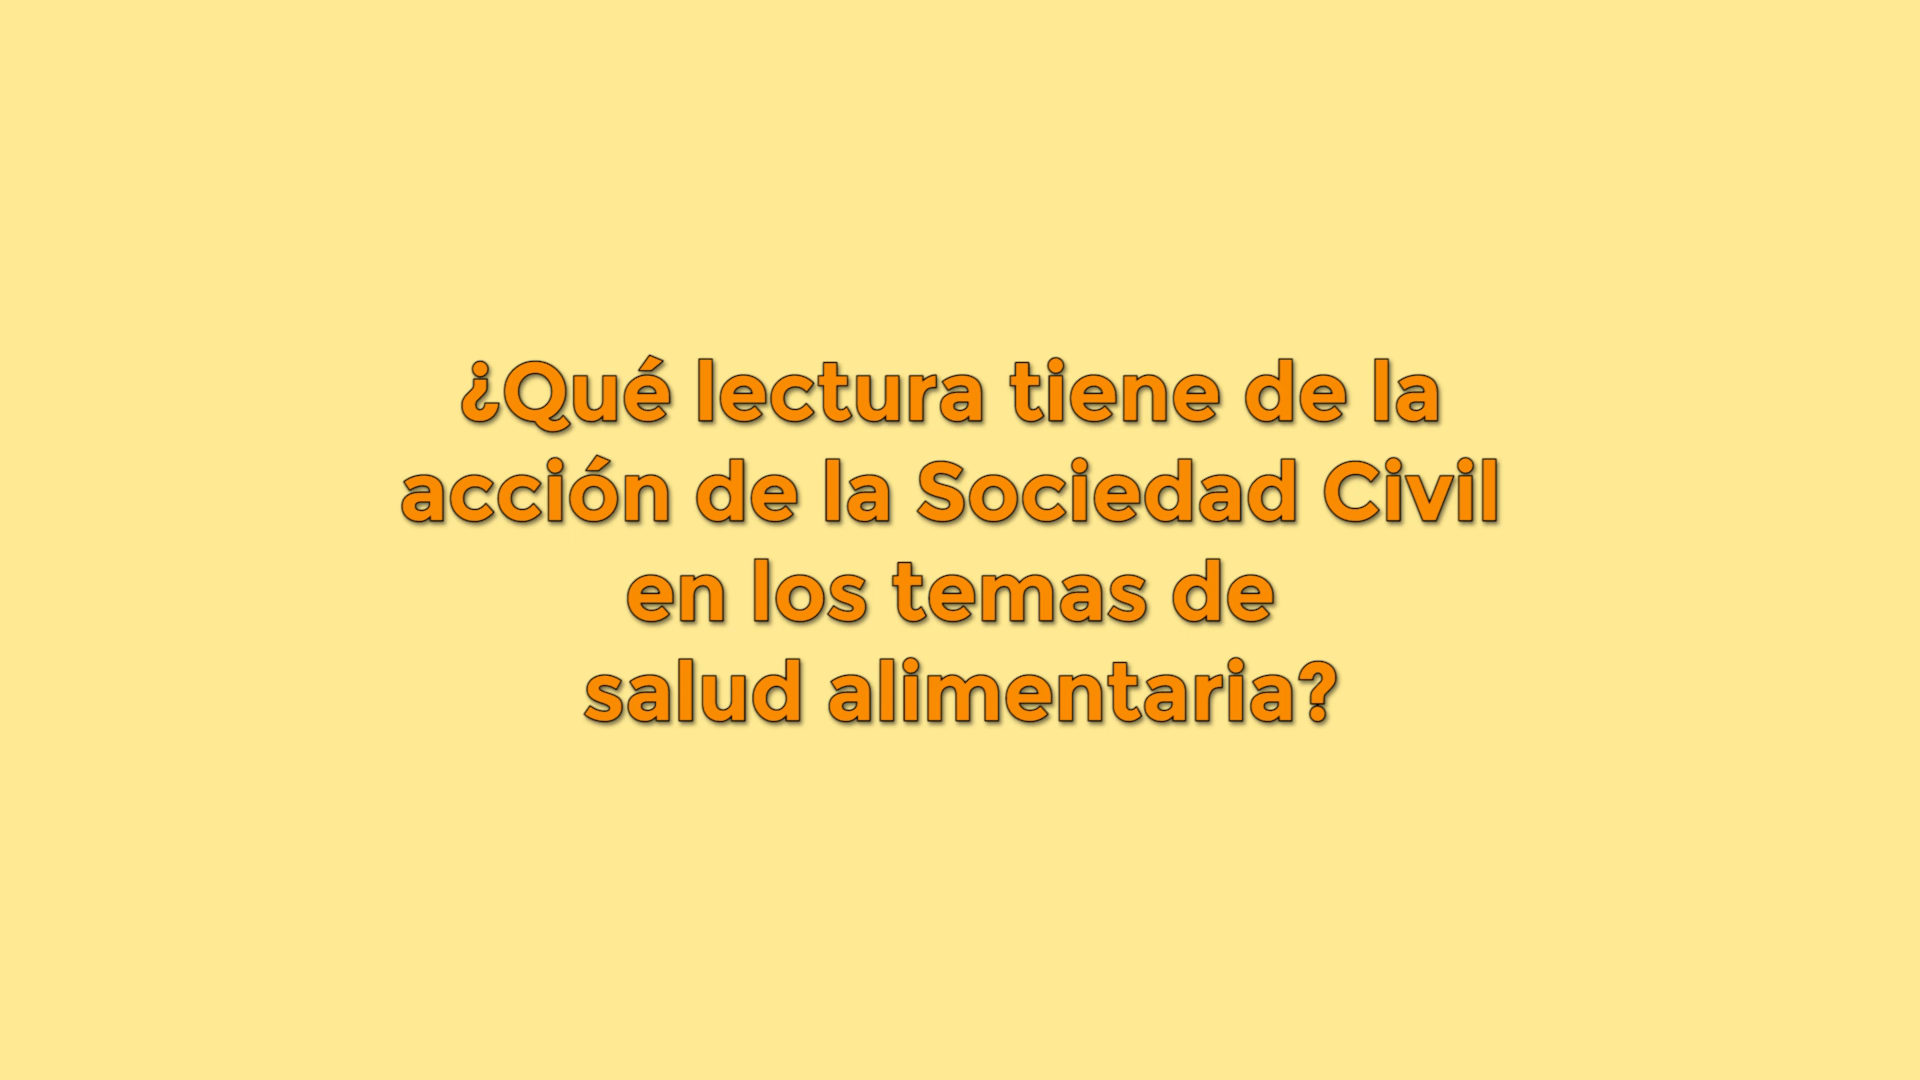 ¿Qué lectura tiene de la
acción de la Sociedad Civil
en los temas de
salud alimentaria?